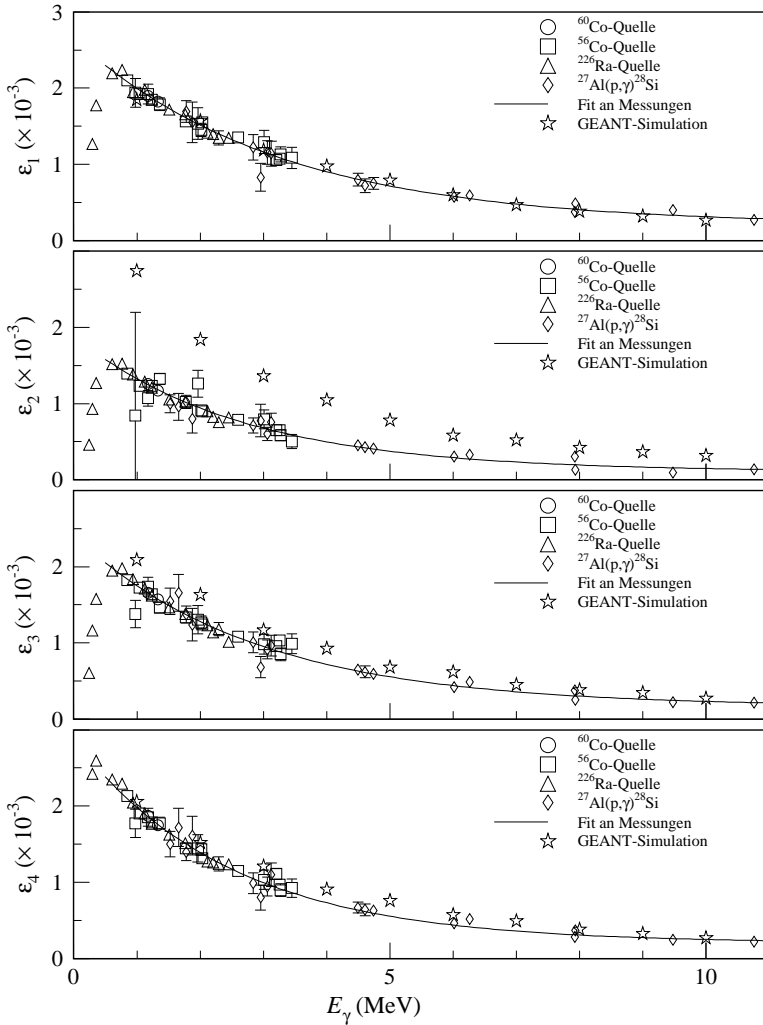 3
2
1
0
ε₁ (× 10⁻³)
⁶⁰Co-Quelle
⁵⁶Co-Quelle
²²⁶Ra-Quelle
²⁷Al(p,γ)²⁸Si
Fit an Messungen
GEANT-Simulation
2
1
0
ε₂ (× 10⁻³)
⁶⁰Co-Quelle
⁵⁶Co-Quelle
²²⁶Ra-Quelle
²⁷Al(p,γ)²⁸Si
Fit an Messungen
GEANT-Simulation
2
1
0
ε₃ (× 10⁻³)
⁶⁰Co-Quelle
⁵⁶Co-Quelle
²²⁶Ra-Quelle
²⁷Al(p,γ)²⁸Si
Fit an Messungen
GEANT-Simulation
2
1
0
ε₄ (× 10⁻³)
⁶⁰Co-Quelle
⁵⁶Co-Quelle
²²⁶Ra-Quelle
²⁷Al(p,γ)²⁸Si
Fit an Messungen
GEANT-Simulation
0 5 10
Eᵧ (MeV)